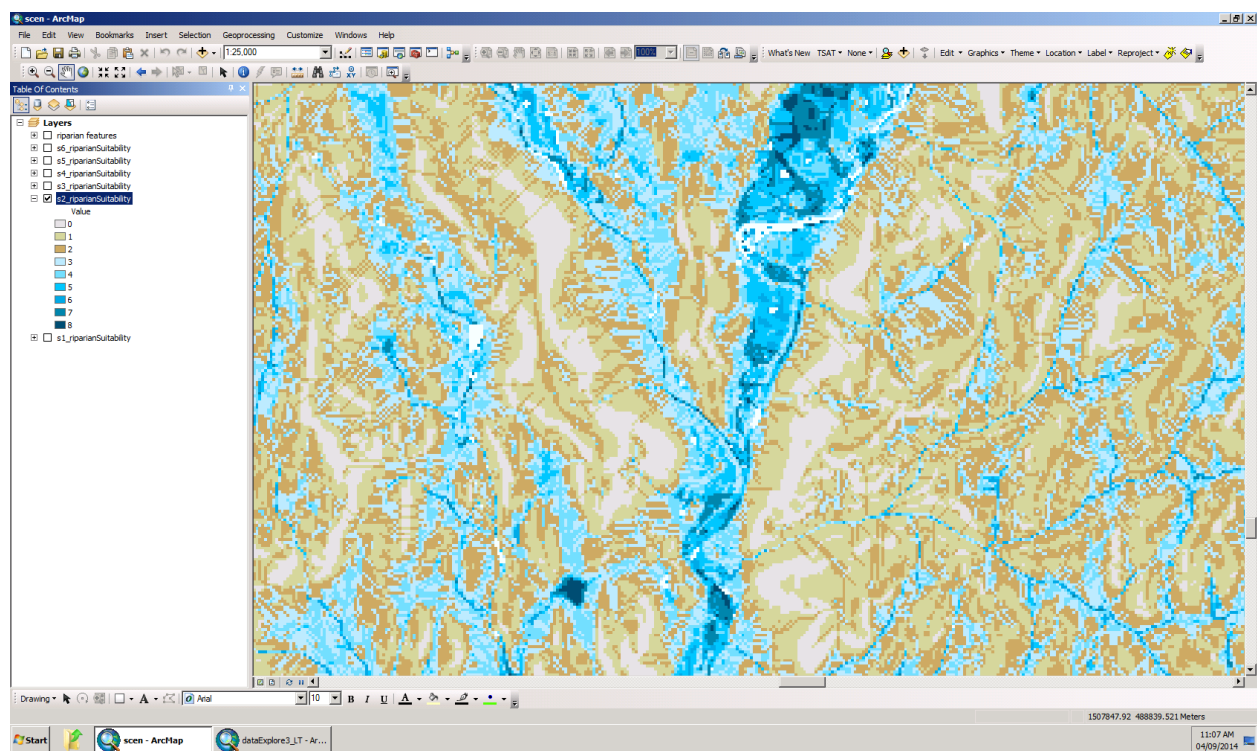 scen - ArcMap
File Edit View Bookmarks Insert Selection Geoprocessing Customize Windows Help
1:25,000 100% What's New TSAT None Edit Graphics Theme Location Label Reproject
Table Of Contents
Layers
riparian features
s6_riparianSuitability
s5_riparianSuitability
s4_riparianSuitability
s3_riparianSuitability
s2_riparianSuitability
Value
0
1
2
3
4
5
6
7
8
s1_riparianSuitability
Drawing A Arial 10 B I U A
1507847.92 488839.521 Meters
Start scen - ArcMap dataExplore3_LT - Ar... 11:07 AM
04/09/2014